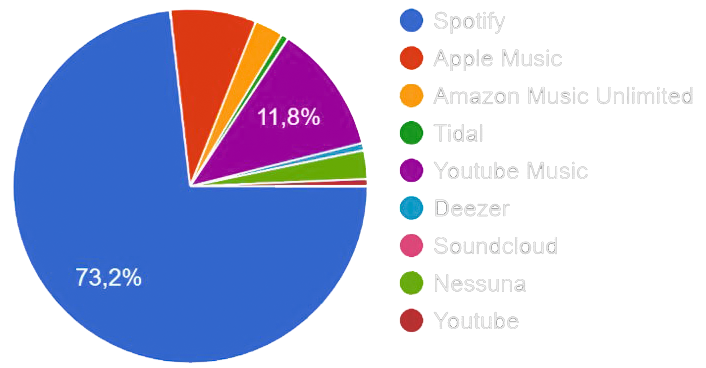 Spotify
Apple Music
Amazon Music Unlimited
11,8%
Tidal
Youtube Music
Deezer
Soundcloud
73,2%
Nessuna
Youtube